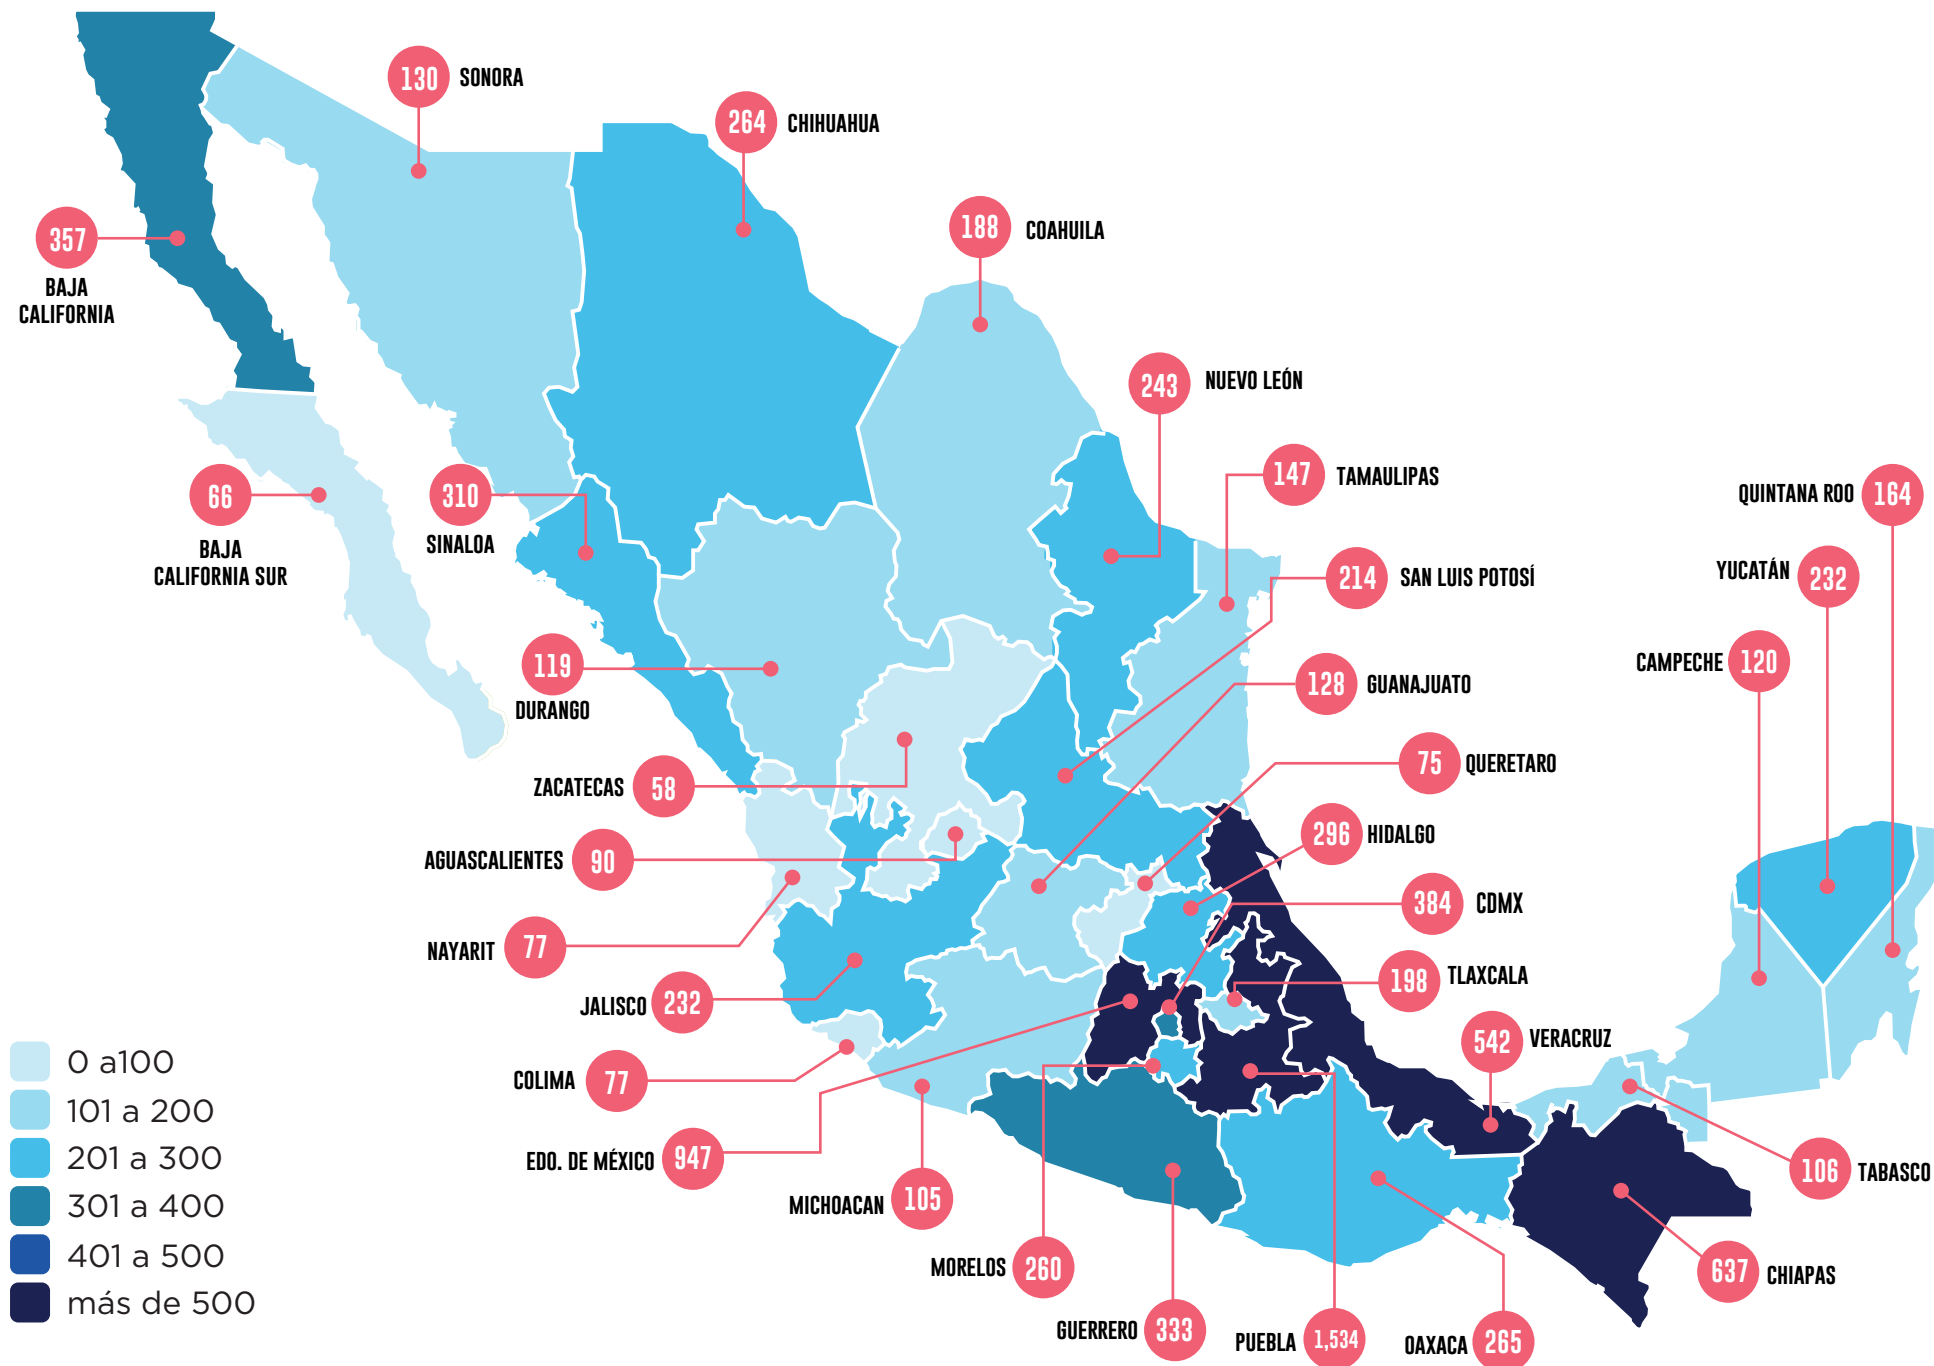 130 SONORA
264 CHIHUAHUA
357
BAJA
CALIFORNIA
188 COAHUILA
243 NUEVO LEÓN
147 TAMAULIPAS
66
BAJA
CALIFORNIA SUR
310
SINALOA
QUINTANA ROO 164
214 SAN LUIS POTOSÍ
YUCATÁN 232
119
DURANGO
128 GUANAJUATO
CAMPECHE 120
ZACATECAS 58
75 QUERETARO
AGUASCALIENTES 90
296 HIDALGO
384 CDMX
NAYARIT 77
198 TLAXCALA
JALISCO 232
542 VERACRUZ
COLIMA 77
EDO. DE MÉXICO 947
106 TABASCO
MICHOACAN 105
MORELOS 260
637 CHIAPAS
GUERRERO 333
PUEBLA 1,534
OAXACA 265
0 a100
101 a 200
201 a 300
301 a 400
401 a 500
más de 500